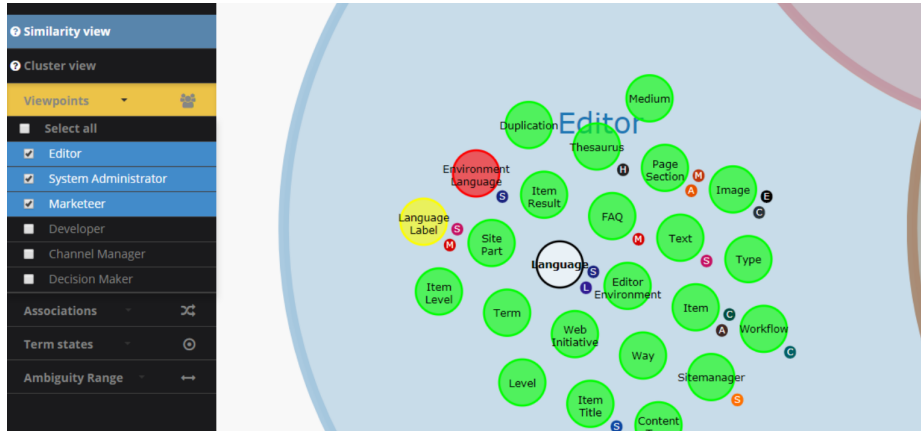 Similarity view
Cluster view
Viewpoints
Select all
Editor
System Administrator
Marketeer
Developer
Channel Manager
Decision Maker
Associations
Term states
Ambiguity Range
Editor
Medium
Duplication
Thesaurus
H
Environment
Language
S
Page
Section
M
A
Image
E
C
Item
Result
FAQ
M
Language
Label
S
M
Site
Part
Text
S
Type
Language
S
L
Editor
Environment
Item
Level
Term
Item
C
A
Web
Initiative
Workflow
C
Way
Level
Sitemanager
S
Item
Title
S
Content